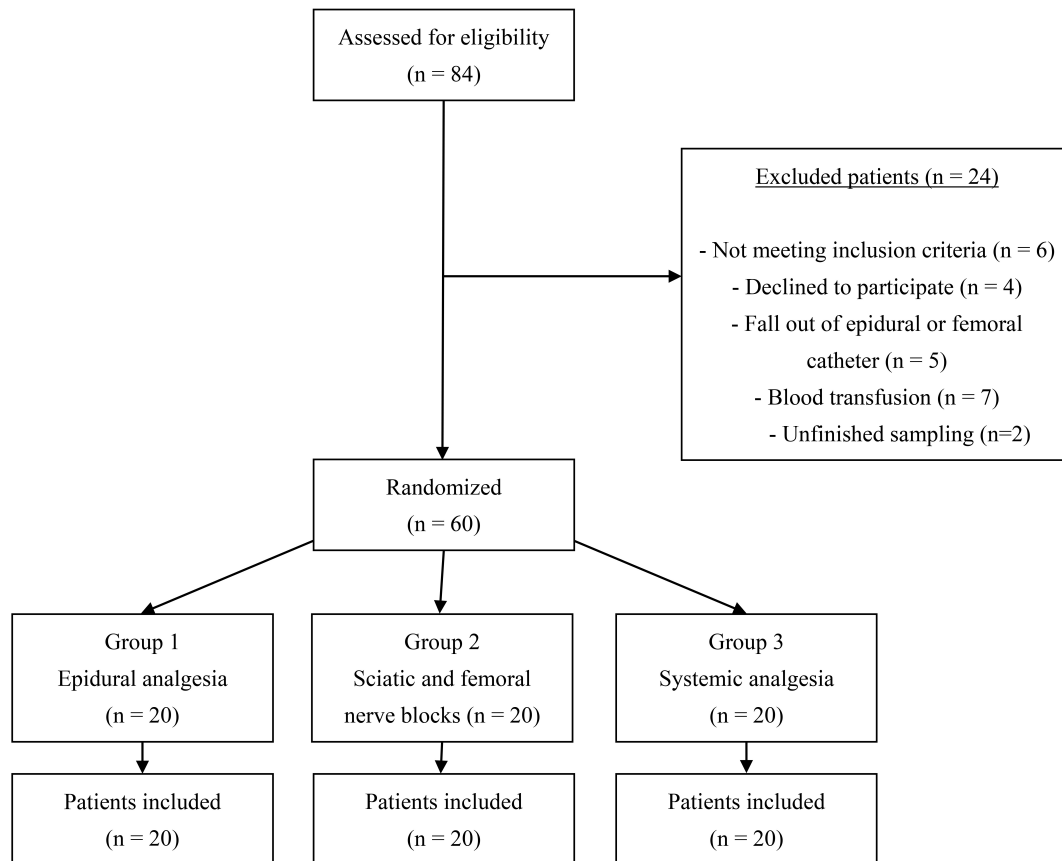 Assessed for eligibility
(n = 84)
Excluded patients (n = 24)
- Not meeting inclusion criteria (n = 6)
- Declined to participate (n = 4)
- Fall out of epidural or femoral
catheter (n = 5)
- Blood transfusion (n = 7)
- Unfinished sampling (n=2)
Randomized
(n = 60)
Group 1
Epidural analgesia
(n = 20)
Group 2
Sciatic and femoral
nerve blocks (n = 20)
Group 3
Systemic analgesia
(n = 20)
Patients included
(n = 20)
Patients included
(n = 20)
Patients included
(n = 20)